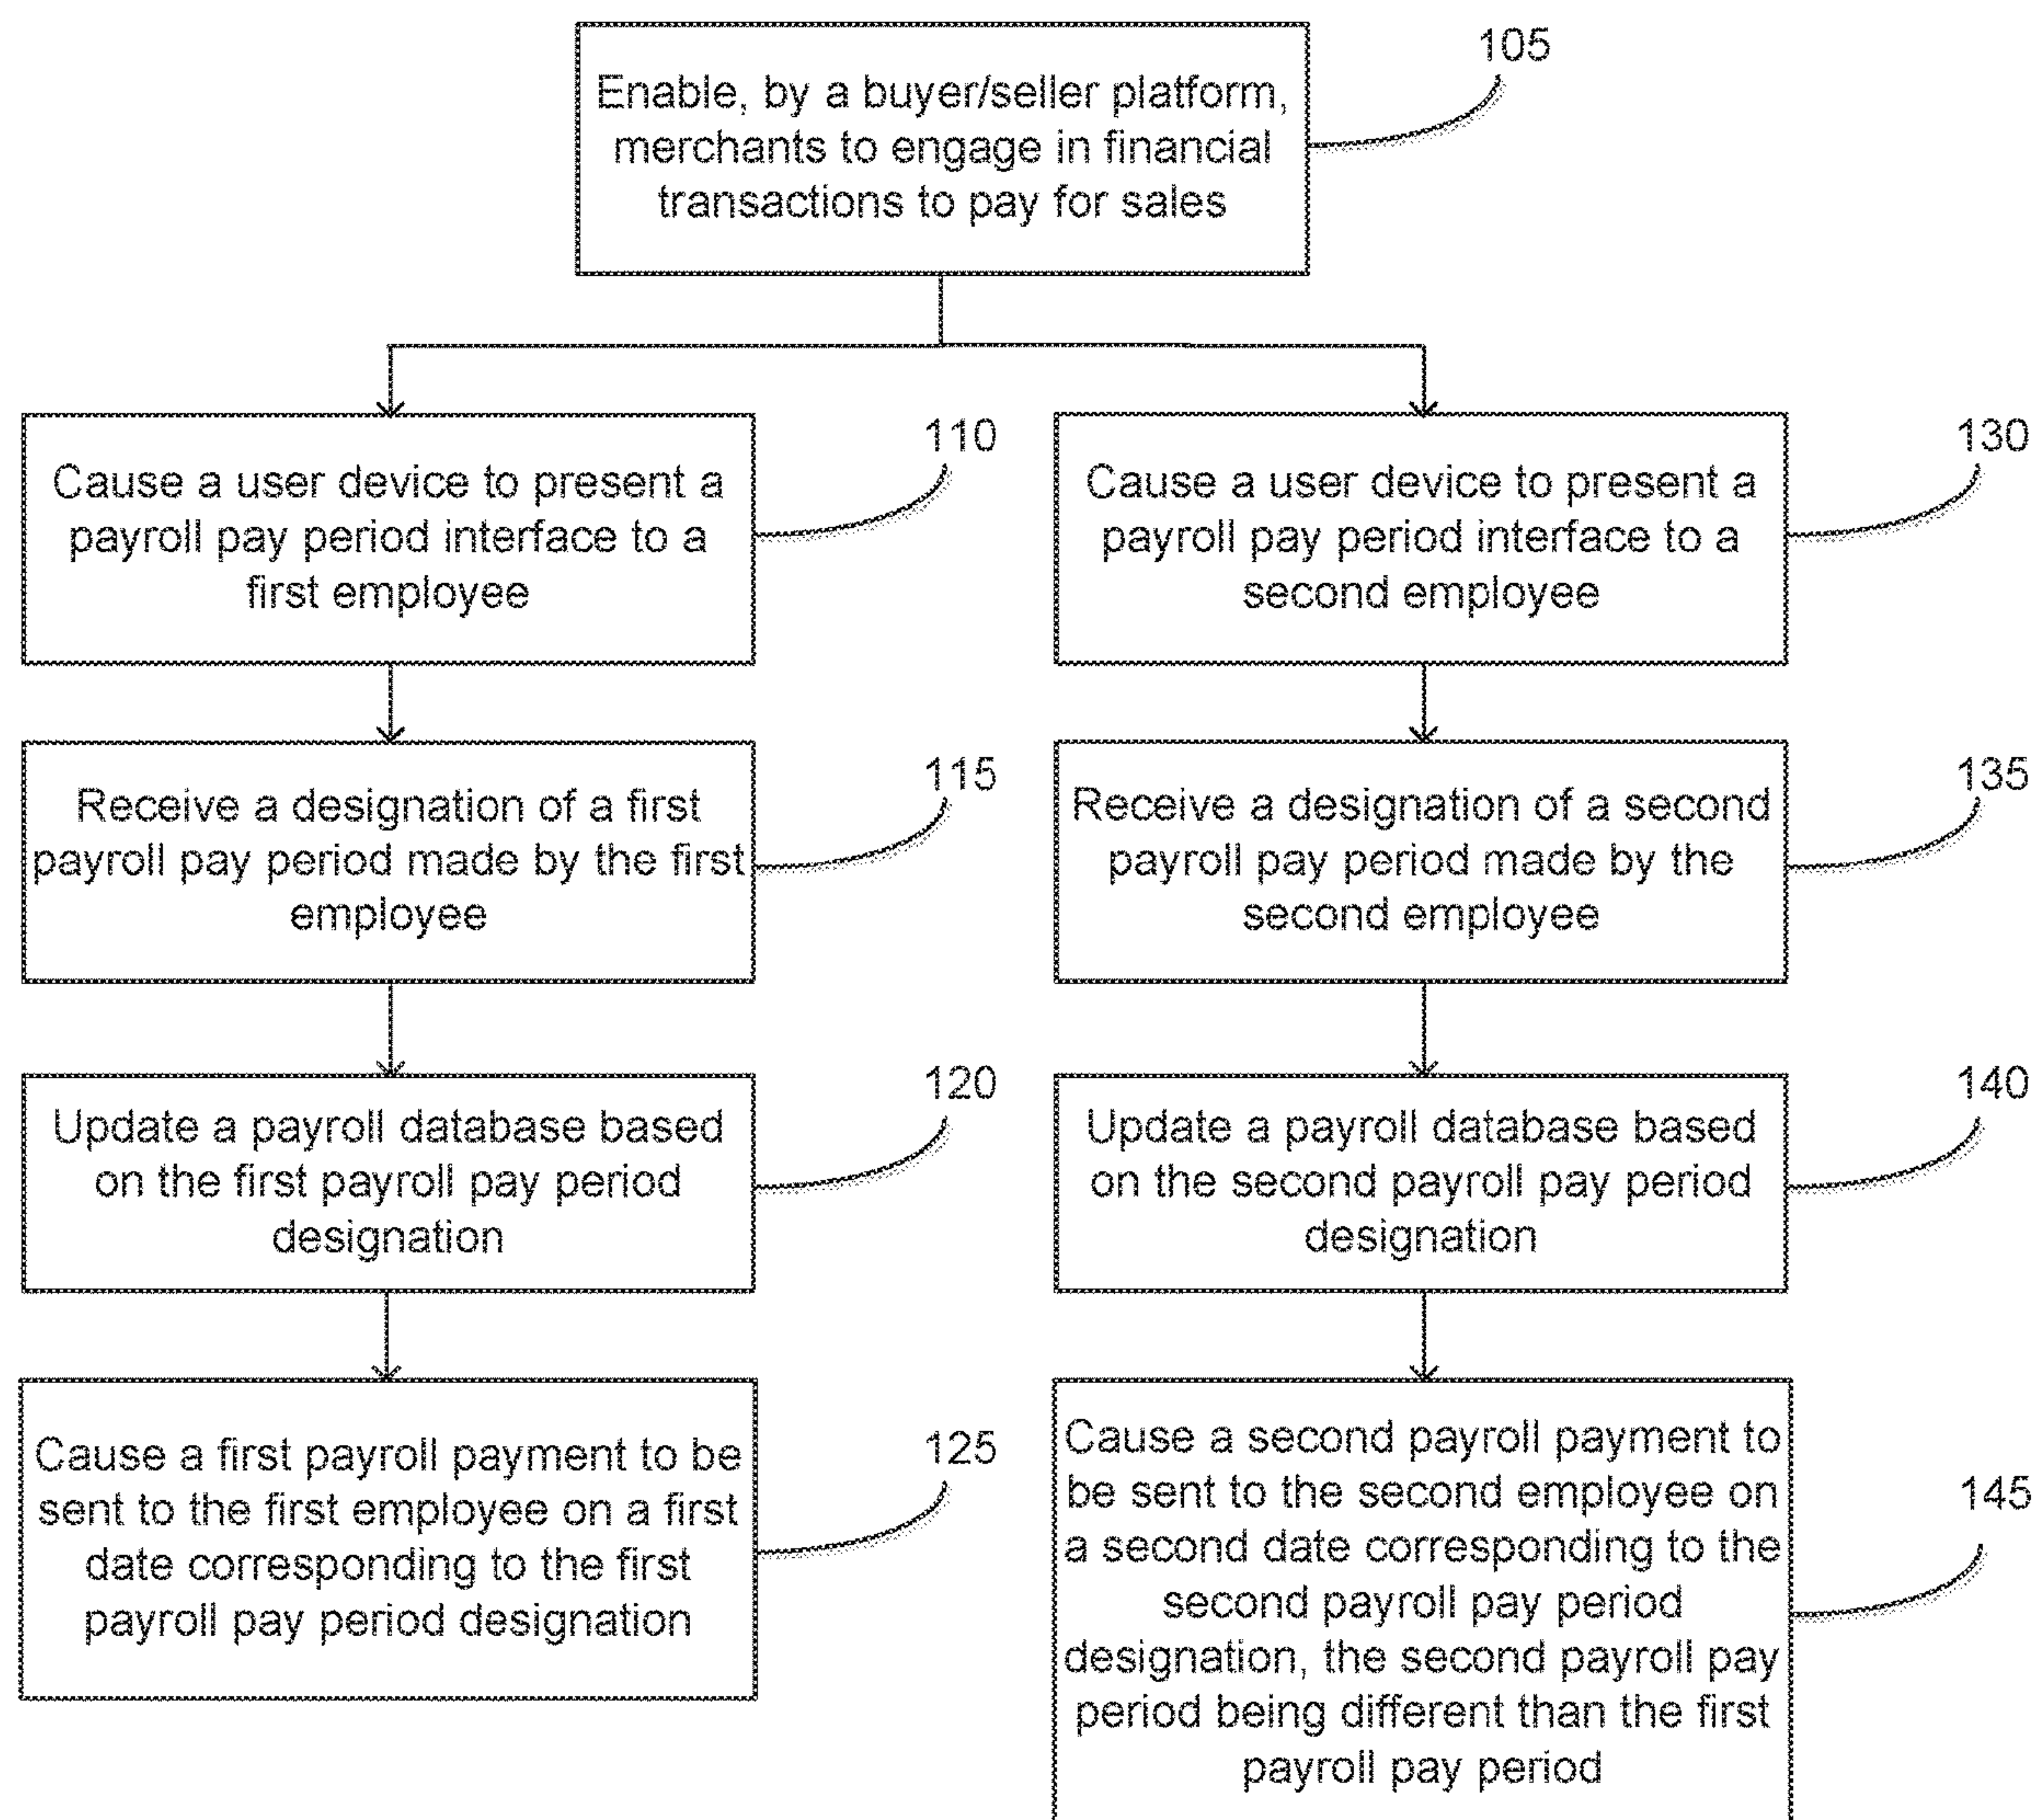 105
Enable, by a buyer/seller platform,
merchants to engage in financial
transactions to pay for sales
110
Cause a user device to present a
payroll pay period interface to a
first employee
130
Cause a user device to present a
payroll pay period interface to a
second employee
115
Receive a designation of a first
payroll pay period made by the first
employee
135
Receive a designation of a second
payroll pay period made by the
second employee
120
Update a payroll database based
on the first payroll pay period
designation
140
Update a payroll database based
on the second payroll pay period
designation
125
Cause a first payroll payment to be
sent to the first employee on a first
date corresponding to the first
payroll pay period designation
145
Cause a second payroll payment to
be sent to the second employee on
a second date corresponding to the
second payroll pay period
designation, the second payroll pay
period being different than the first
payroll pay period